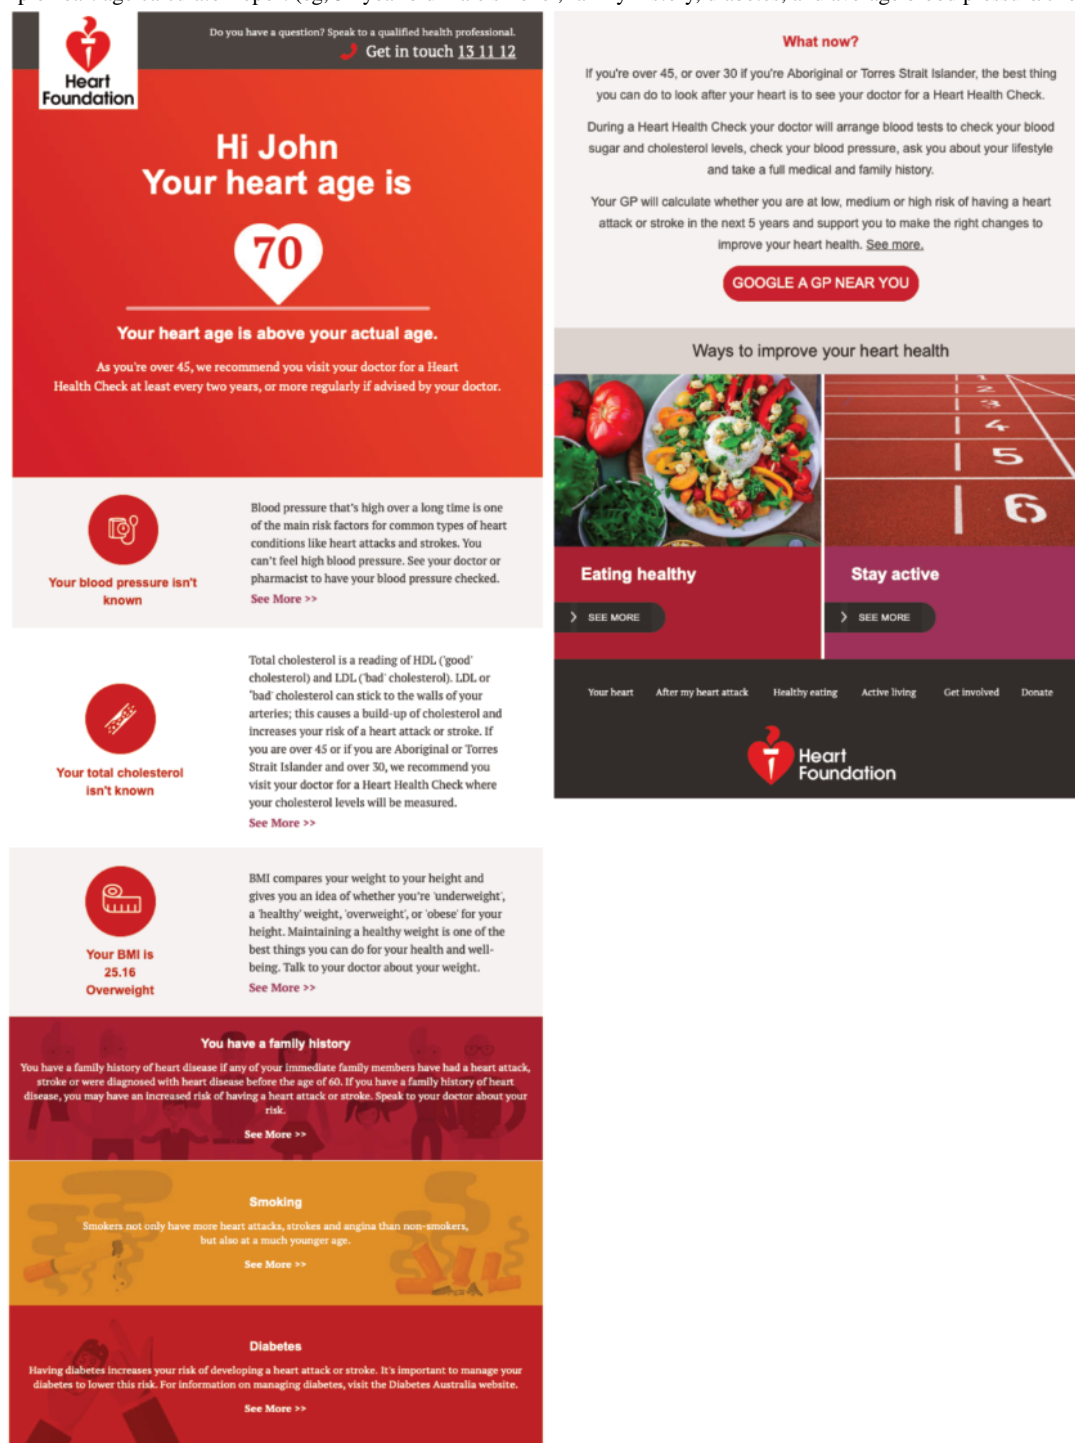 Do you have a question? Speak to a qualified health professional.
Get in touch 13 11 12
Heart
Foundation
Hi John
Your heart age is
70
Your heart age is above your actual age.
As you're over 45, we recommend you visit your doctor for a Heart
Health Check at least every two years, or more regularly if advised by your doctor.
Your blood pressure isn't
known
Blood pressure that's high over a long time is one
of the main risk factors for common types of heart
conditions like heart attacks and strokes. You
can't feel high blood pressure. See your doctor or
pharmacist to have your blood pressure checked.
See More >>
Your total cholesterol
isn't known
Total cholesterol is a reading of HDL ('good'
cholesterol) and LDL ('bad' cholesterol). LDL or
'bad' cholesterol can stick to the walls of your
arteries; this causes a build-up of cholesterol and
increases your risk of a heart attack or stroke. If
you are over 45 or if you are Aboriginal or Torres
Strait Islander and over 30, we recommend you
visit your doctor for a Heart Health Check where
your cholesterol levels will be measured.
See More >>
Your BMI is
25.16
Overweight
BMI compares your weight to your height and
gives you an idea of whether you're 'underweight',
a 'healthy' weight, 'overweight', or 'obese' for your
height. Maintaining a healthy weight is one of the
best things you can do for your health and well-
being. Talk to your doctor about your weight.
See More >>
You have a family history
You have a family history of heart disease if any of your immediate family members have had a heart attack,
stroke or were diagnosed with heart disease before the age of 60. If you have a family history of heart
disease, you may have an increased risk of having a heart attack or stroke. Speak to your doctor about your
risk.
See More >>
Smoking
Smokers not only have more heart attacks, strokes and angina than non-smokers,
but also at a much younger age.
See More >>
Diabetes
Having diabetes increases your risk of developing a heart attack or stroke. It's important to manage your
diabetes to lower this risk. For information on managing diabetes, visit the Diabetes Australia website.
See More >>
What now?
If you're over 45, or over 30 if you're Aboriginal or Torres Strait Islander, the best thing
you can do to look after your heart is to see your doctor for a Heart Health Check.
During a Heart Health Check your doctor will arrange blood tests to check your blood
sugar and cholesterol levels, check your blood pressure, ask you about your lifestyle
and take a full medical and family history.
Your GP will calculate whether you are at low, medium or high risk of having a heart
attack or stroke in the next 5 years and support you to make the right changes to
improve your heart health. See more.
GOOGLE A GP NEAR YOU
Ways to improve your heart health
2
3
4
5
6
Eating healthy
SEE MORE
Stay active
SEE MORE
Your heart After my heart attack Healthy eating Active living Get involved Donate
Heart
Foundation